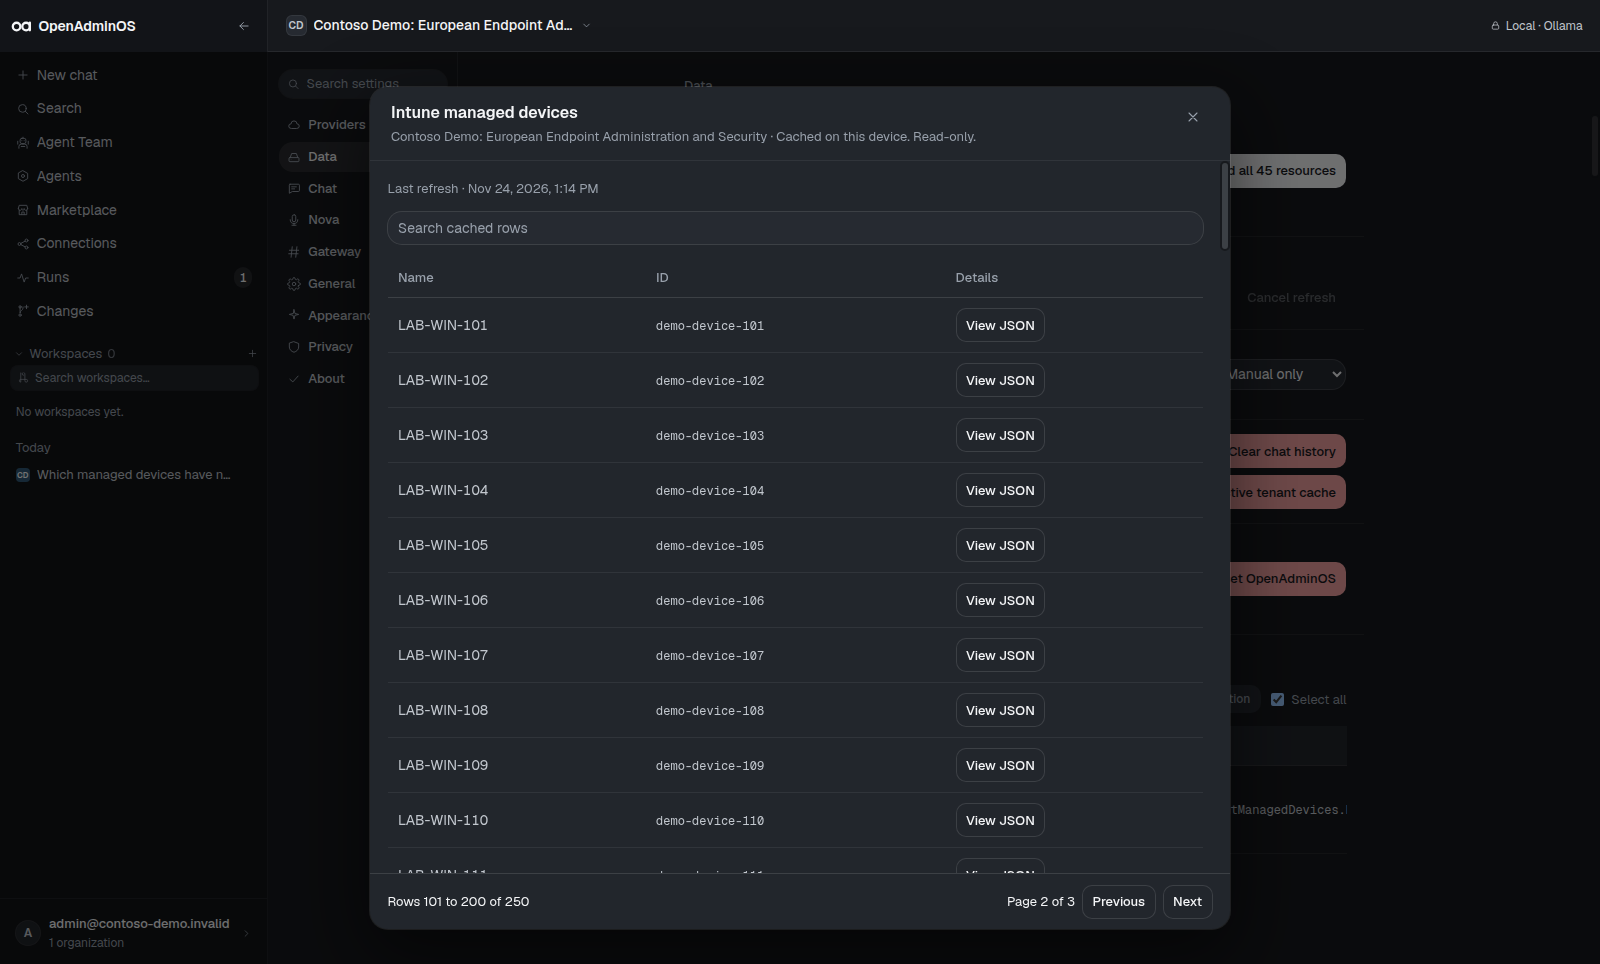 OpenAdminOS
CD Contoso Demo: European Endpoint Ad...
Local · Ollama
New chat
Search
Agent Team
Agents
Marketplace
Connections
Runs 1
Changes
Workspaces 0
Search workspaces...
No workspaces yet.
Today
CD Which managed devices have n...
A admin@contoso-demo.invalid
1 organization
Search settings
Providers
Data
Chat
Nova
Gateway
General
Appearanc
Privacy
About
Data
all 45 resources
Cancel refresh
Manual only
Clear chat history
tive tenant cache
et OpenAdminOS
tion Select all
tManagedDevices.
Intune managed devices
Contoso Demo: European Endpoint Administration and Security · Cached on this device. Read-only.
Last refresh · Nov 24, 2026, 1:14 PM
Search cached rows
Name ID Details
LAB-WIN-101 demo-device-101 View JSON
LAB-WIN-102 demo-device-102 View JSON
LAB-WIN-103 demo-device-103 View JSON
LAB-WIN-104 demo-device-104 View JSON
LAB-WIN-105 demo-device-105 View JSON
LAB-WIN-106 demo-device-106 View JSON
LAB-WIN-107 demo-device-107 View JSON
LAB-WIN-108 demo-device-108 View JSON
LAB-WIN-109 demo-device-109 View JSON
LAB-WIN-110 demo-device-110 View JSON
LAB-WIN-111 demo-device-111 View JSON
Rows 101 to 200 of 250
Page 2 of 3 Previous Next